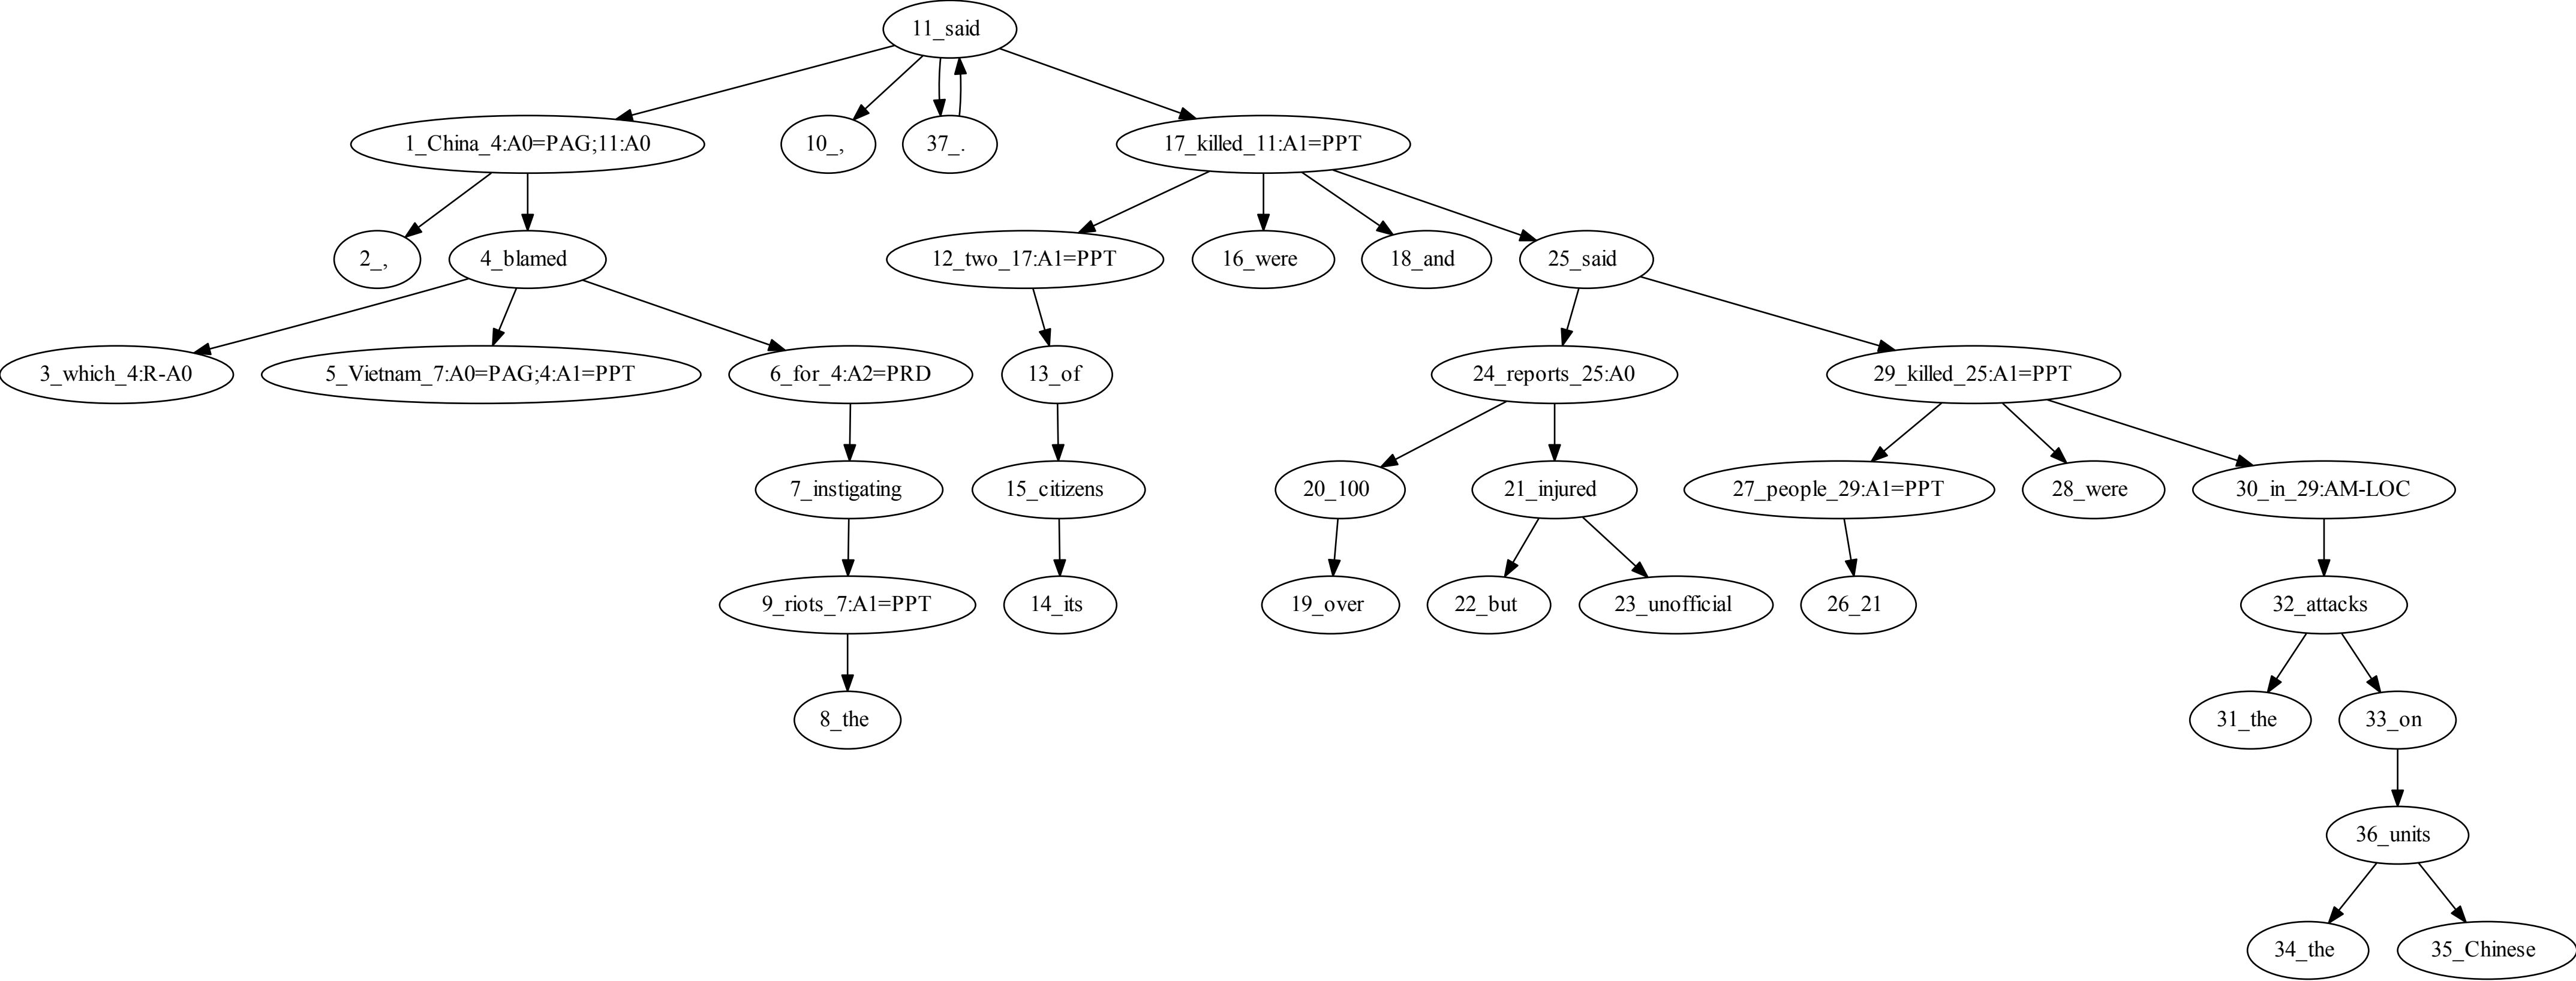 11_said
1_China_4:A0=PAG;11:A0
10_,
37_.
17_killed_11:A1=PPT
2_,
4_blamed
12_two_17:A1=PPT
16_were
18_and
25_said
3_which_4:R-A0
5_Vietnam_7:A0=PAG;4:A1=PPT
6_for_4:A2=PRD
13_of
24_reports_25:A0
29_killed_25:A1=PPT
7_instigating
15_citizens
20_100
21_injured
27_people_29:A1=PPT
28_were
30_in_29:AM-LOC
9_riots_7:A1=PPT
14_its
19_over
22_but
23_unofficial
26_21
32_attacks
8_the
31_the
33_on
36_units
34_the
35_Chinese